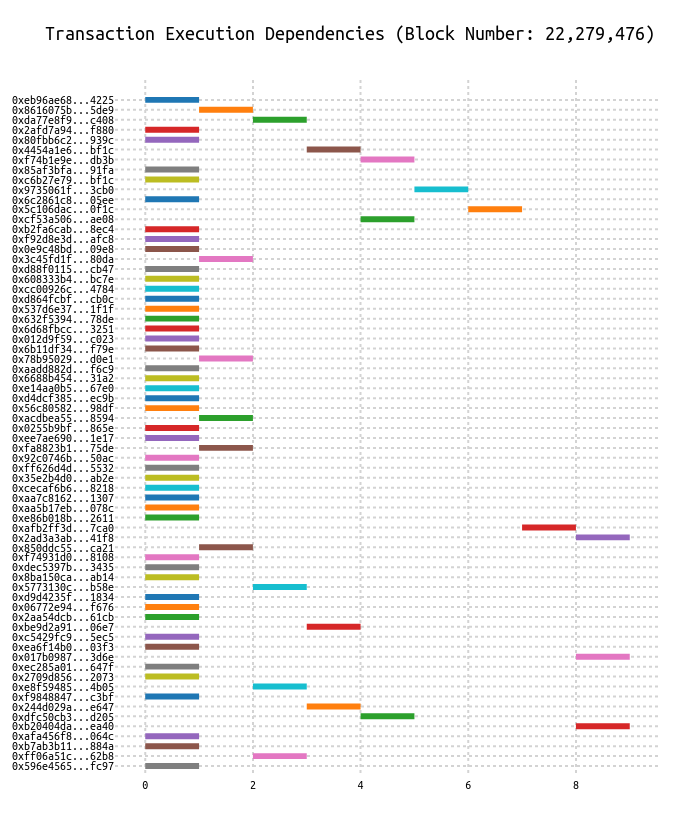 Transaction Execution Dependencies (Block Number: 22,279,476)
0xeb96ae68...4225
0x8616075b...5de9
0xda77e8f9...c408
0x2afd7a94...f880
0x80fbb6c2...939c
0x4454a1e6...bf1c
0xf74b1e9e...db3b
0x85af3bfa...91fa
0xc6b27e79...bf1c
0x9735061f...3cb0
0x6c2861c8...05ee
0x5c106dac...0f1c
0xcf53a506...ae08
0xb2fa6cab...8ec4
0xf92d8e3d...afc8
0x0e9c48bd...09e8
0x3c45fd1f...80da
0xd88f0115...cb47
0x608333b4...bc7e
0xcc00926c...4784
0xd864fcbf...cb0c
0x537d6e37...1f1f
0x632f5394...78de
0x6d68fbcc...3251
0x012d9f59...c023
0x6b11df34...f79e
0x78b95029...d0e1
0xaadd882d...f6c9
0x6688b454...31a2
0xe14aa0b5...67e0
0xd4dcf385...ec9b
0x56c80582...98df
0xacdbea55...8594
0x0255b9bf...865e
0xee7ae690...1e17
0xfa8823b1...75de
0x92c0746b...50ac
0xff626d4d...5532
0x35e2b4d0...ab2e
0xcecaf6b6...8218
0xaa7c8162...1307
0xaa5b17eb...078c
0xe86b018b...2611
0xafb2ff3d...7ca0
0x2ad3a3ab...41f8
0x850ddc55...ca21
0xf74931d0...8108
0xdec5397b...3435
0x8ba150ca...ab14
0x5773130c...b58e
0xd9d4235f...1834
0x06772e94...f676
0x2aa54dcb...61cb
0xbe9d2a91...06e7
0xc5429fc9...5ec5
0xea6f14b0...03f3
0x017b0987...3d6e
0xec285a01...647f
0x2709d856...2073
0xe8f59485...4b05
0xf9848847...c3bf
0x244d029a...e647
0xdfc50cb3...d205
0xb20404da...ea40
0xafa456f8...064c
0xb7ab3b11...884a
0xff06a51c...62b8
0x596e4565...fc97
0 2 4 6 8